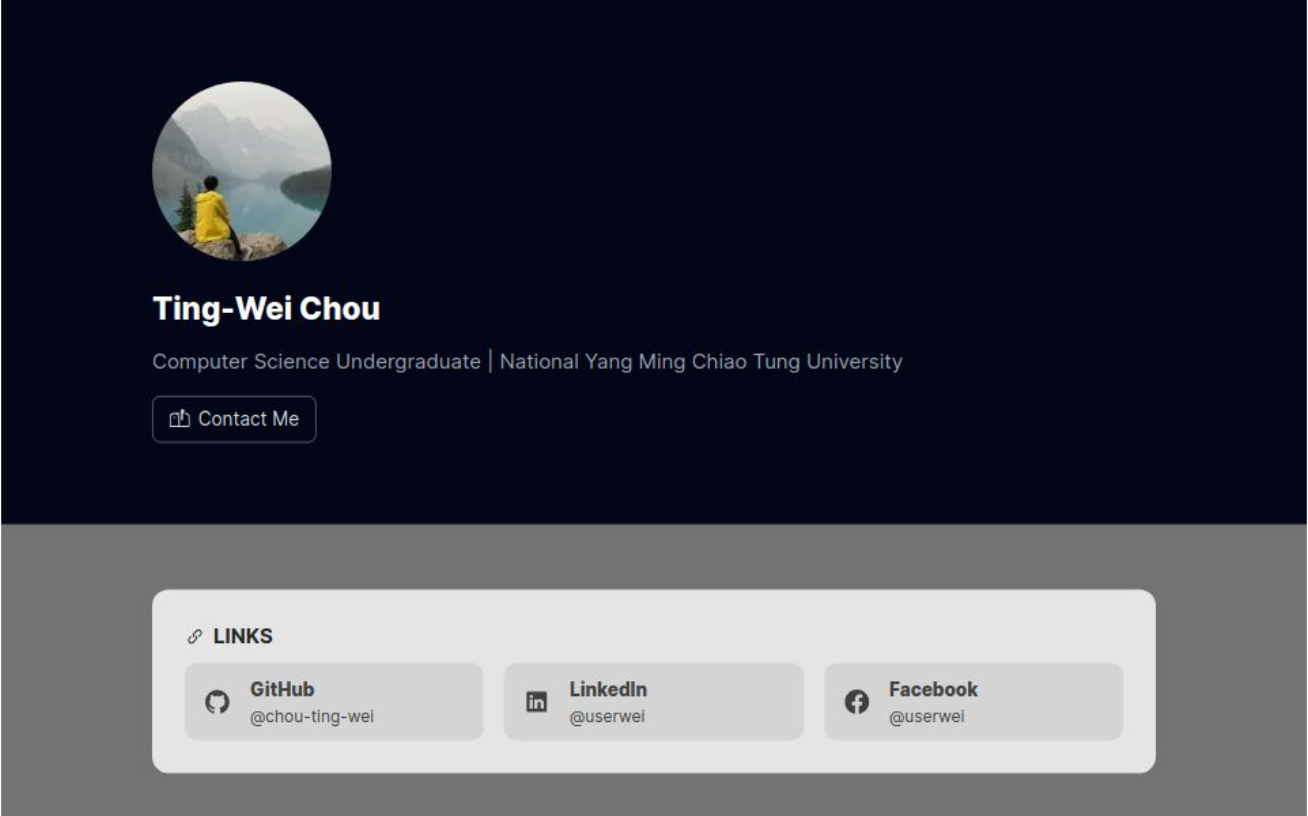 Ting-Wei Chou
Computer Science Undergraduate | National Yang Ming Chiao Tung University
Contact Me
LINKS
GitHub
@chou-ting-wei
LinkedIn
@userwei
Facebook
@userwei